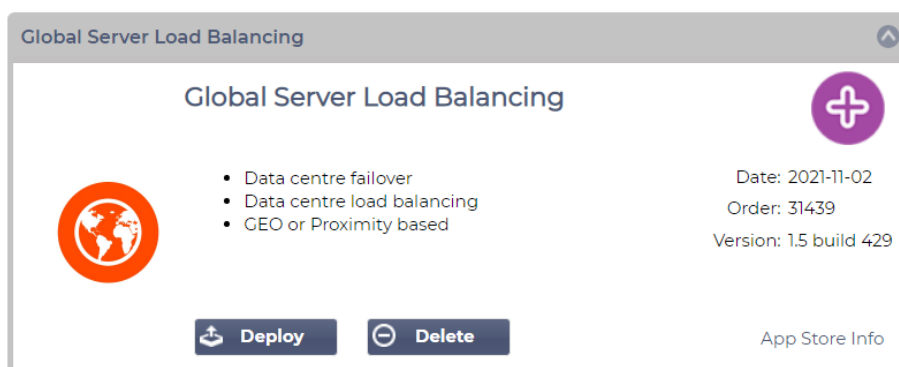 Global Server Load Balancing
Global Server Load Balancing
Data centre failover
Data centre load balancing
GEO or Proximity based
Date: 2021-11-02
Order: 31439
Version: 1.5 build 429
Deploy
Delete
App Store Info